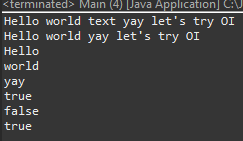 <terminated> Main (4) [Java Application] C:\
Hello world text yay let's try OI
Hello world yay let's try OI
Hello
world
yay
true
false
true